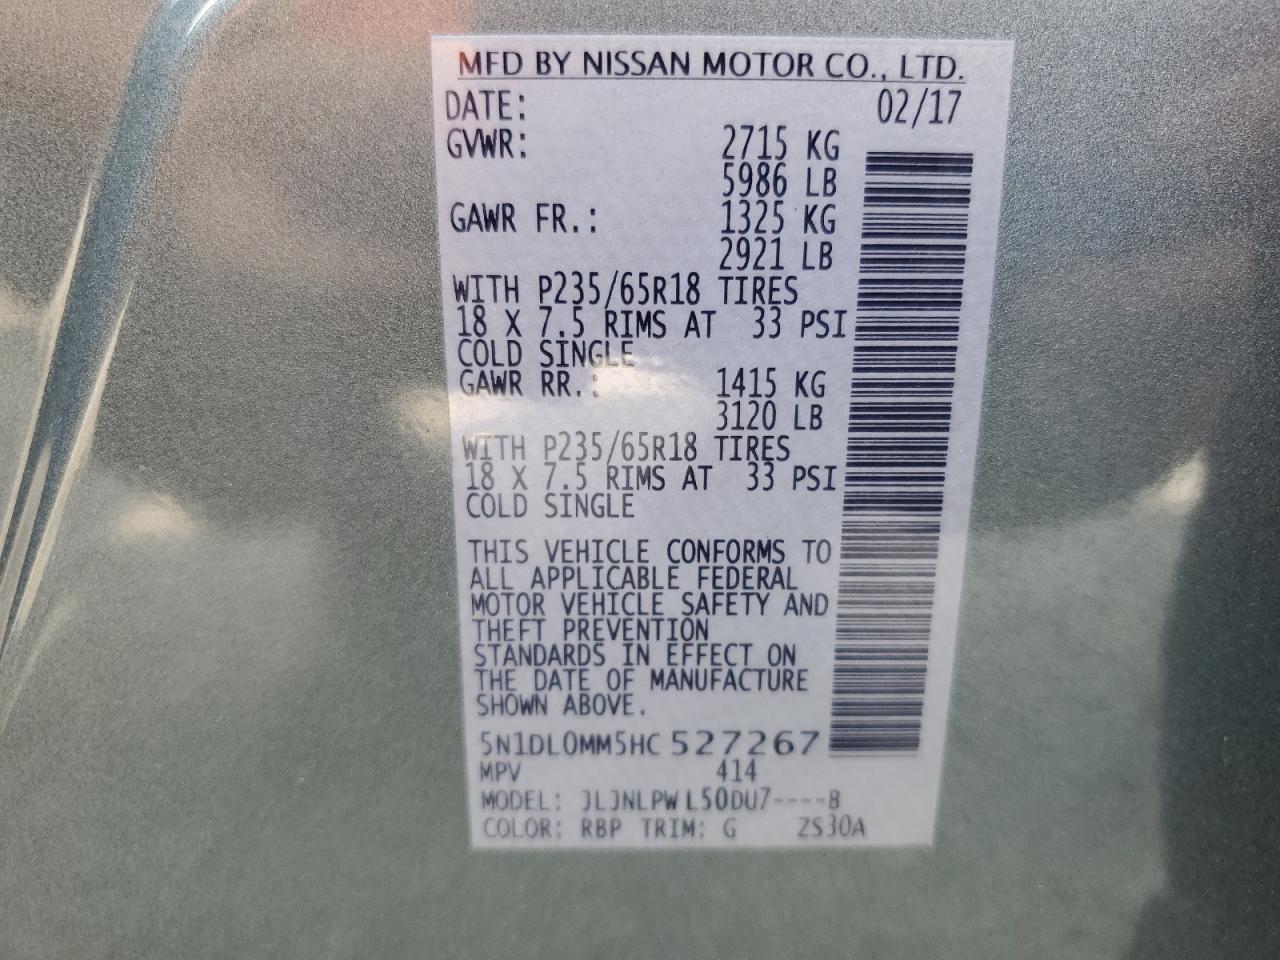 MFD BY NISSAN MOTOR CO., LTD.
DATE: 02/17
GVWR: 2715 KG
5986 LB
GAWR FR.: 1325 KG
2921 LB
WITH P235/65R18 TIRES
18 X 7.5 RIMS AT 33 PSI
COLD SINGLE
GAWR RR.: 1415 KG
3120 LB
WITH P235/65R18 TIRES
18 X 7.5 RIMS AT 33 PSI
COLD SINGLE
THIS VEHICLE CONFORMS TO
ALL APPLICABLE FEDERAL
MOTOR VEHICLE SAFETY AND
THEFT PREVENTION
STANDARDS IN EFFECT ON
THE DATE OF MANUFACTURE
SHOWN ABOVE.
5N1DL0MM5HC 527267
MPV 414
MODEL: JLJNLPW L50DU7----B
COLOR: RBP TRIM: G ZS30A